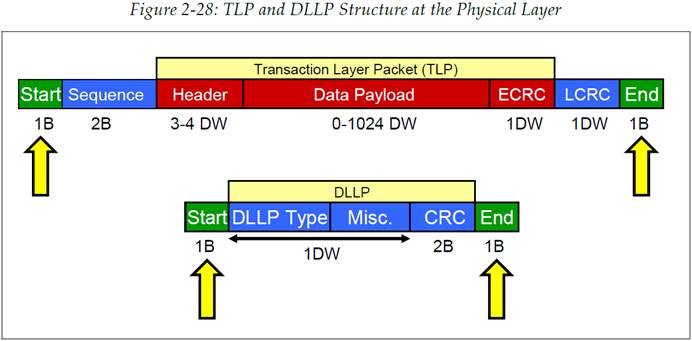 Figure 2-28: TLP and DLLP Structure at the Physical Layer
Transaction Layer Packet (TLP)
Start Sequence Header Data Payload ECRC LCRC End
1B 2B 3-4 DW 0-1024 DW 1DW 1DW 1B
DLLP
Start DLLP Type Misc. CRC End
1B 1DW 2B 1B